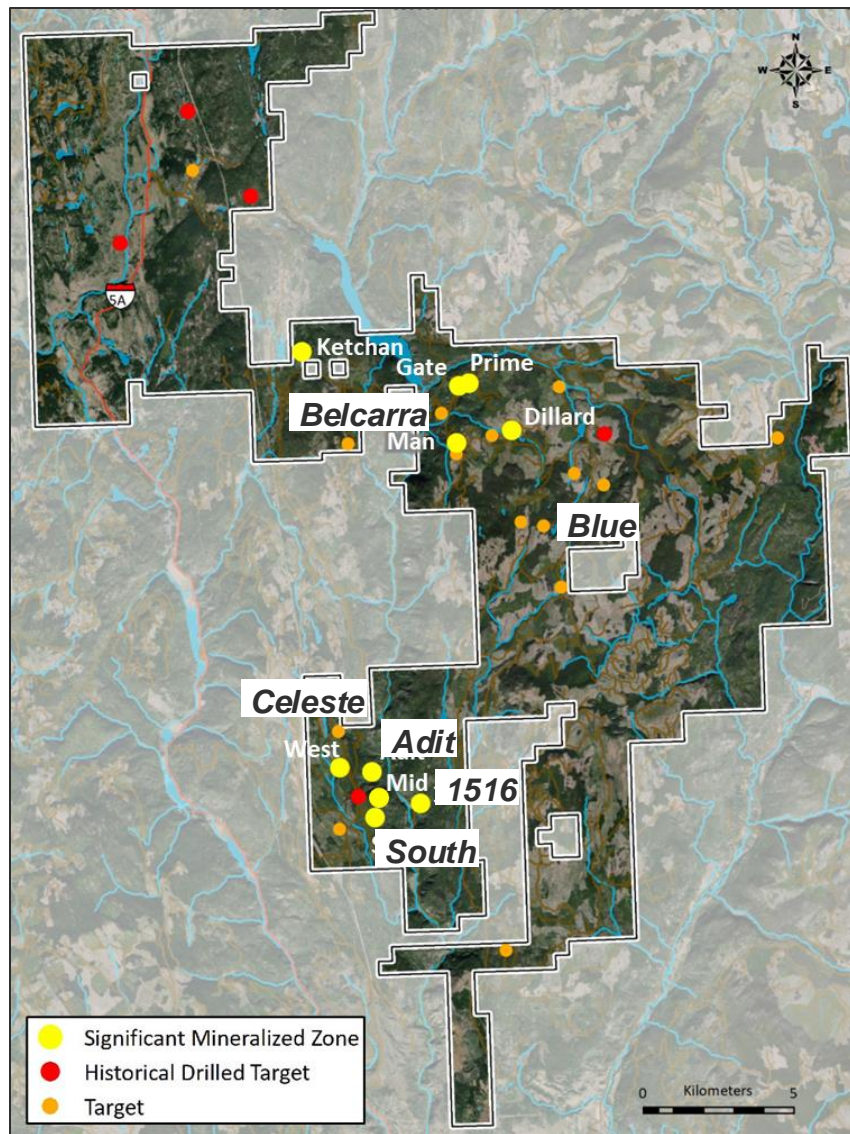 N
W E
S
5A
Ketchan
Gate Prime
Belcarra
Dillard
Man
Blue
Celeste
West
Adit
Mid
1516
South
Significant Mineralized Zone
Historical Drilled Target
Target
Kilometers
0 5